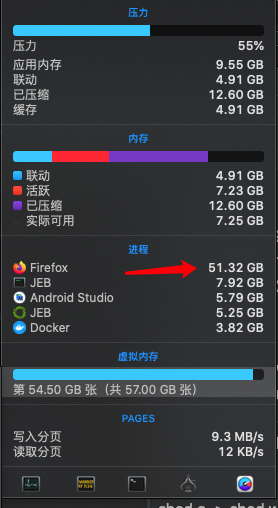 压力
压力 55%
应用内存 9.55 GB
联动 4.91 GB
已压缩 12.60 GB
缓存 4.91 GB
内存
联动 4.91 GB
活跃 7.23 GB
已压缩 12.60 GB
实际可用 7.25 GB
进程
Firefox 51.32 GB
JEB 7.92 GB
Android Studio 5.79 GB
JEB 5.25 GB
Docker 3.82 GB
虚拟内存
第 54.50 GB 张（共 57.00 GB 张）
PAGES
写入分页 9.3 MB/s
读取分页 12 KB/s